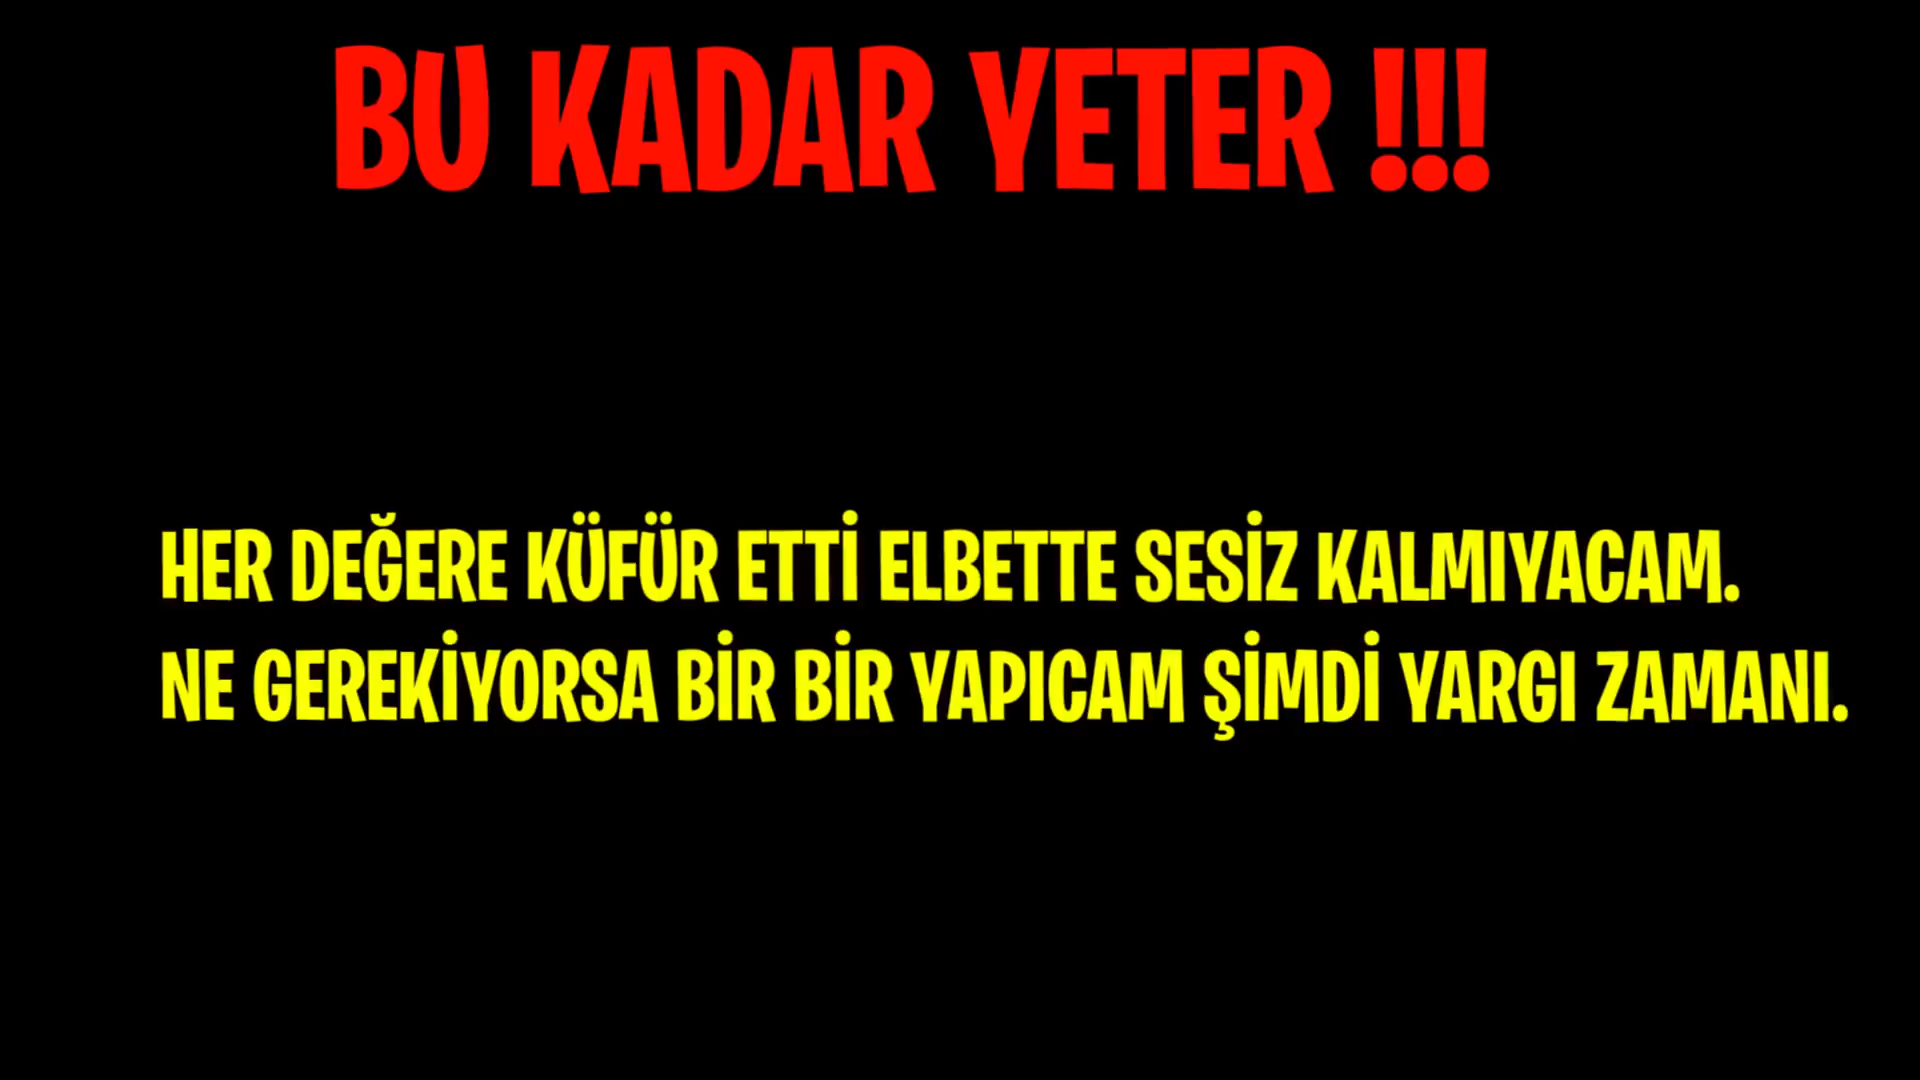 BU KADAR YETER !!!
HER DEĞERE KÜFÜR ETTİ ELBETTE SESİZ KALMIYACAM.
NE GEREKİYORSA BİR BİR YAPICAM ŞİMDİ YARGI ZAMANI.